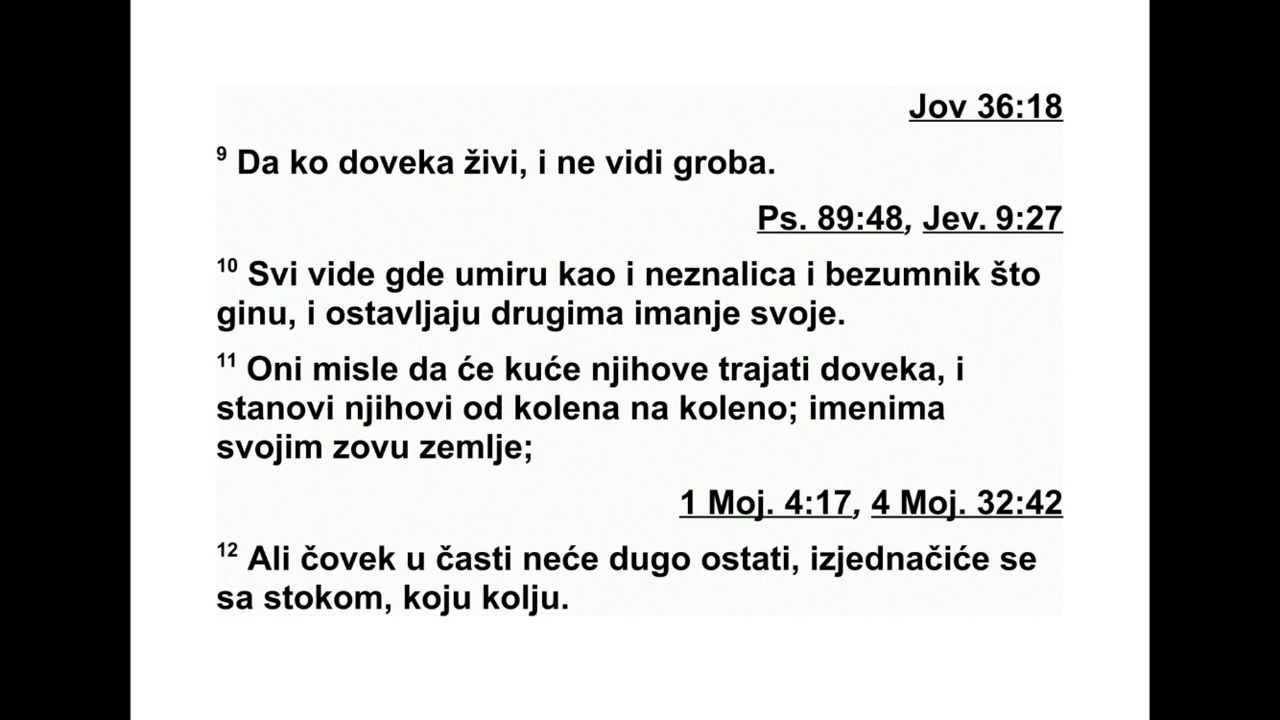 Jov 36:18
9 Da ko doveka živi, i ne vidi groba.
Ps. 89:48, Jev. 9:27
10 Svi vide gde umiru kao i neznalica i bezumnik što
ginu, i ostavljaju drugima imanje svoje.
11 Oni misle da će kuće njihove trajati doveka, i
stanovi njihovi od kolena na koleno; imenima
svojim zovu zemlje;
1 Moj. 4:17, 4 Moj. 32:42
12 Ali čovek u časti neće dugo ostati, izjednačiće se
sa stokom, koju kolju.